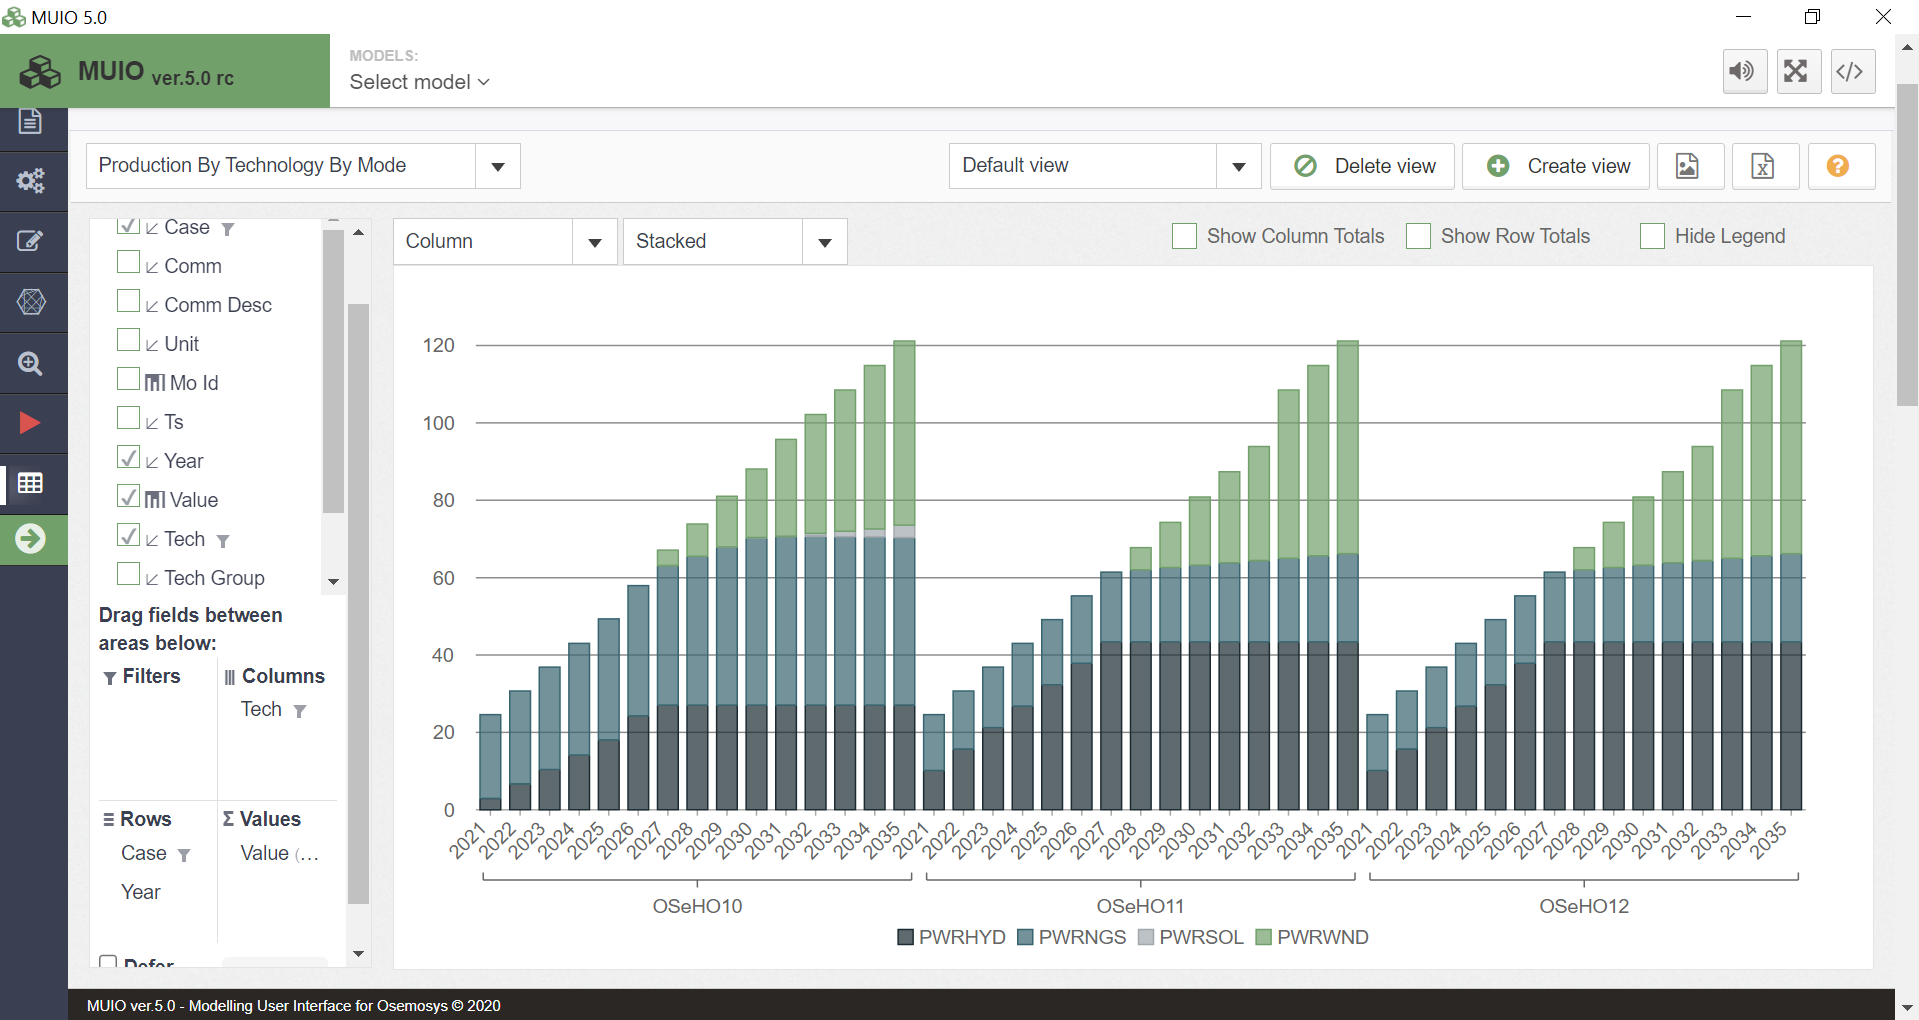 MUIO 5.0
MUIO ver.5.0 rc
MODELS:
Select model
Production By Technology By Mode
Default view
Delete view
Create view
Case
Comm
Comm Desc
Unit
Mo Id
Ts
Year
Value
Tech
Tech Group
Drag fields between
areas below:
Filters
Columns
Tech
Rows
Σ Values
Case
Value (...
Year
Defer
Column
Stacked
Show Column Totals
Show Row Totals
Hide Legend
120
100
80
60
40
20
0
2021 2022 2023 2024 2025 2026 2027 2028 2029 2030 2031 2032 2033 2034 2035 2021 2022 2023 2024 2025 2026 2027 2028 2029 2030 2031 2032 2033 2034 2035 2021 2022 2023 2024 2025 2026 2027 2028 2029 2030 2031 2032 2033 2034 2035
OSeHO10 OSeHO11 OSeHO12
PWRHYD PWRNGS PWRSOL PWRWND
MUIO ver.5.0 - Modelling User Interface for Osemosys © 2020